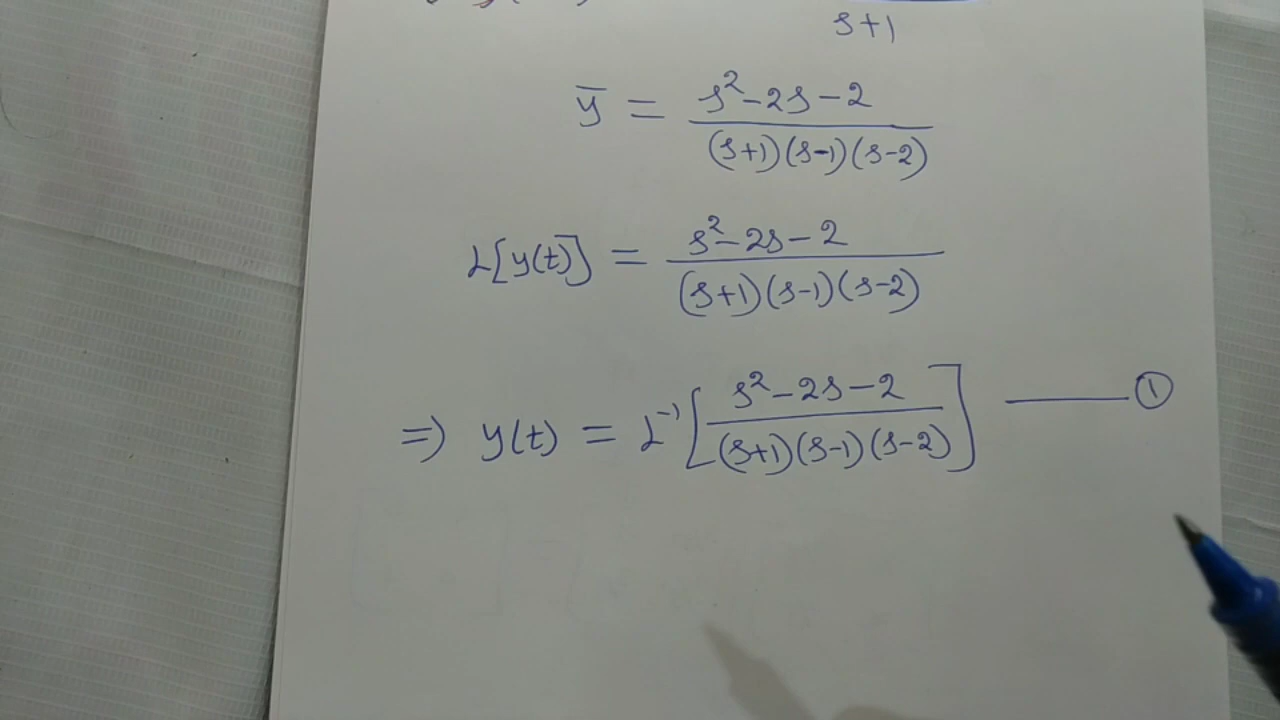 s+1
ȳ = s²-2s-2 / (s+1)(s-1)(s-2)
L[y(t)] = s²-2s-2 / (s+1)(s-1)(s-2)
⇒ y(t) = L⁻¹[s²-2s-2 / (s+1)(s-1)(s-2)] —— ①